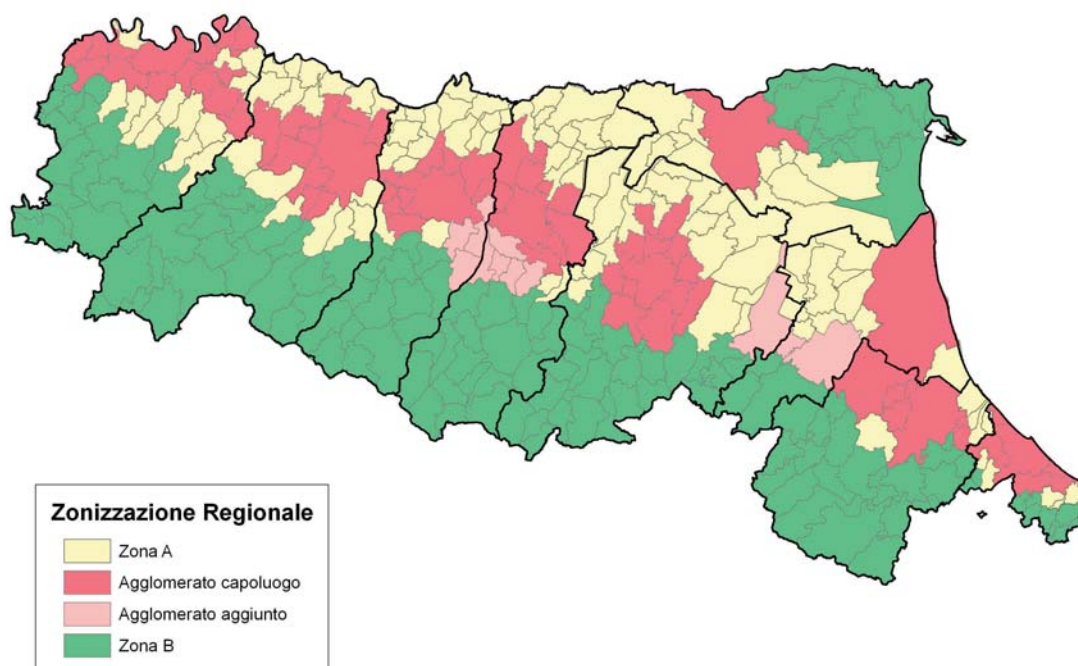 Zonizzazione Regionale
Zona A
Agglomerato capoluogo
Agglomerato aggiunto
Zona B